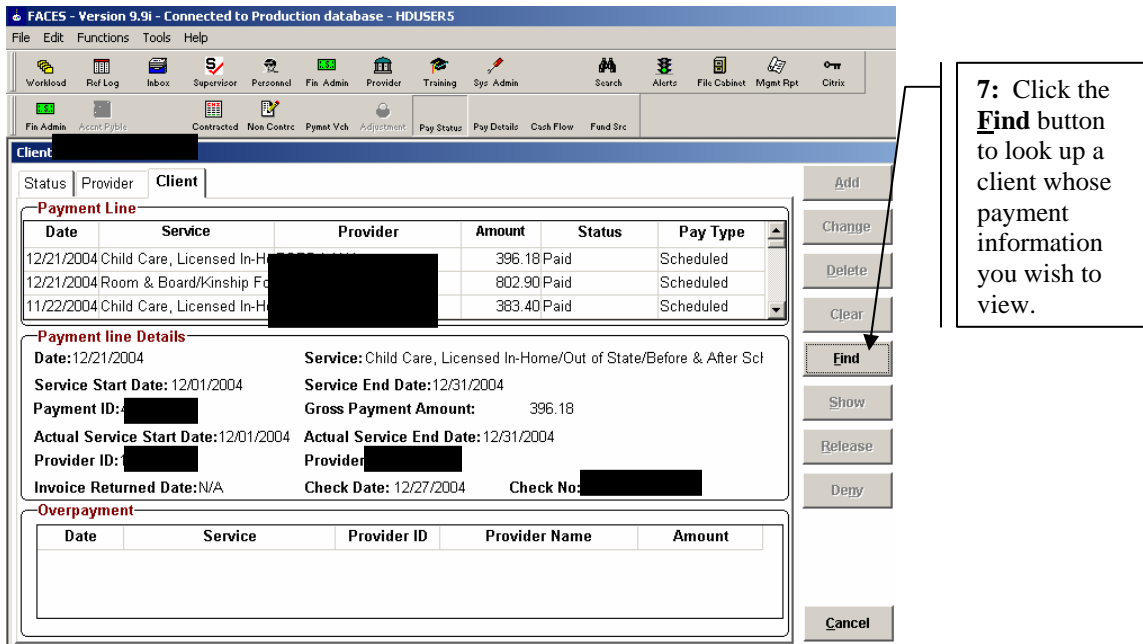 FACES - Version 9.9i - Connected to Production database - HDUSER5
File Edit Functions Tools Help
Workload Ref Log Inbox Supervisor Personnel Fin Admin Provider Training Sys Admin Search Alerts File Cabinet Mgmt Rpt Citrix
Fin Admin Accnt Pyble Contracted Non Contrc Pymnt Vch Adjustment Pay Status Pay Details Cash Flow Fund Src
Client
Status Provider Client
Payment Line
Date Service Provider Amount Status Pay Type
12/21/2004 Child Care, Licensed In-H 396.18 Paid Scheduled
12/21/2004 Room & Board/Kinship Fo 802.90 Paid Scheduled
11/22/2004 Child Care, Licensed In-H 383.40 Paid Scheduled
Payment line Details
Date: 12/21/2004 Service: Child Care, Licensed In-Home/Out of State/Before & After Sch
Service Start Date: 12/01/2004 Service End Date: 12/31/2004
Payment ID: Gross Payment Amount: 396.18
Actual Service Start Date: 12/01/2004 Actual Service End Date: 12/31/2004
Provider ID: Provider
Invoice Returned Date: N/A Check Date: 12/27/2004 Check No:
Overpayment
Date Service Provider ID Provider Name Amount
Add
Change
Delete
Clear
Find
Show
Release
Deny
Cancel
7: Click the
Find button
to look up a
client whose
payment
information
you wish to
view.